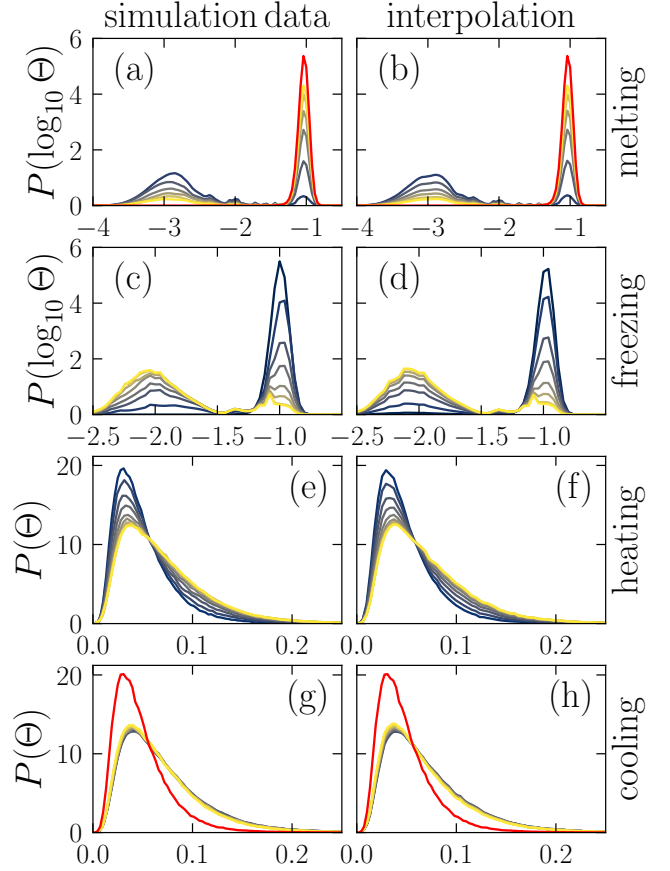 simulation data interpolation
(a) (b)
P(log₁₀ Θ)
6
4
2
0
−4 −3 −2 −1 −4 −3 −2 −1
melting
(c) (d)
P(log₁₀ Θ)
6
4
2
0
−2.5 −2.0 −1.5 −1.0 −2.5 −2.0 −1.5 −1.0
freezing
(e) (f)
P(Θ)
20
10
0
0.0 0.1 0.2 0.0 0.1 0.2
heating
(g) (h)
P(Θ)
20
10
0
0.0 0.1 0.2 0.0 0.1 0.2
cooling